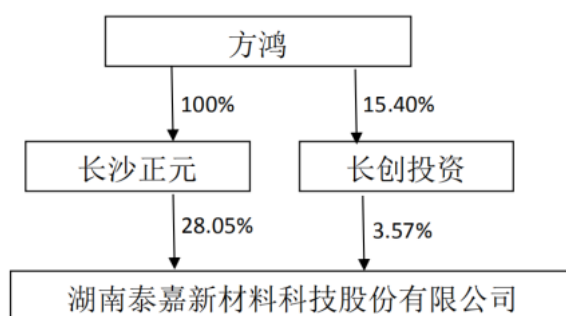 方鸿
100%
15.40%
长沙正元
长创投资
28.05%
3.57%
湖南泰嘉新材料科技股份有限公司